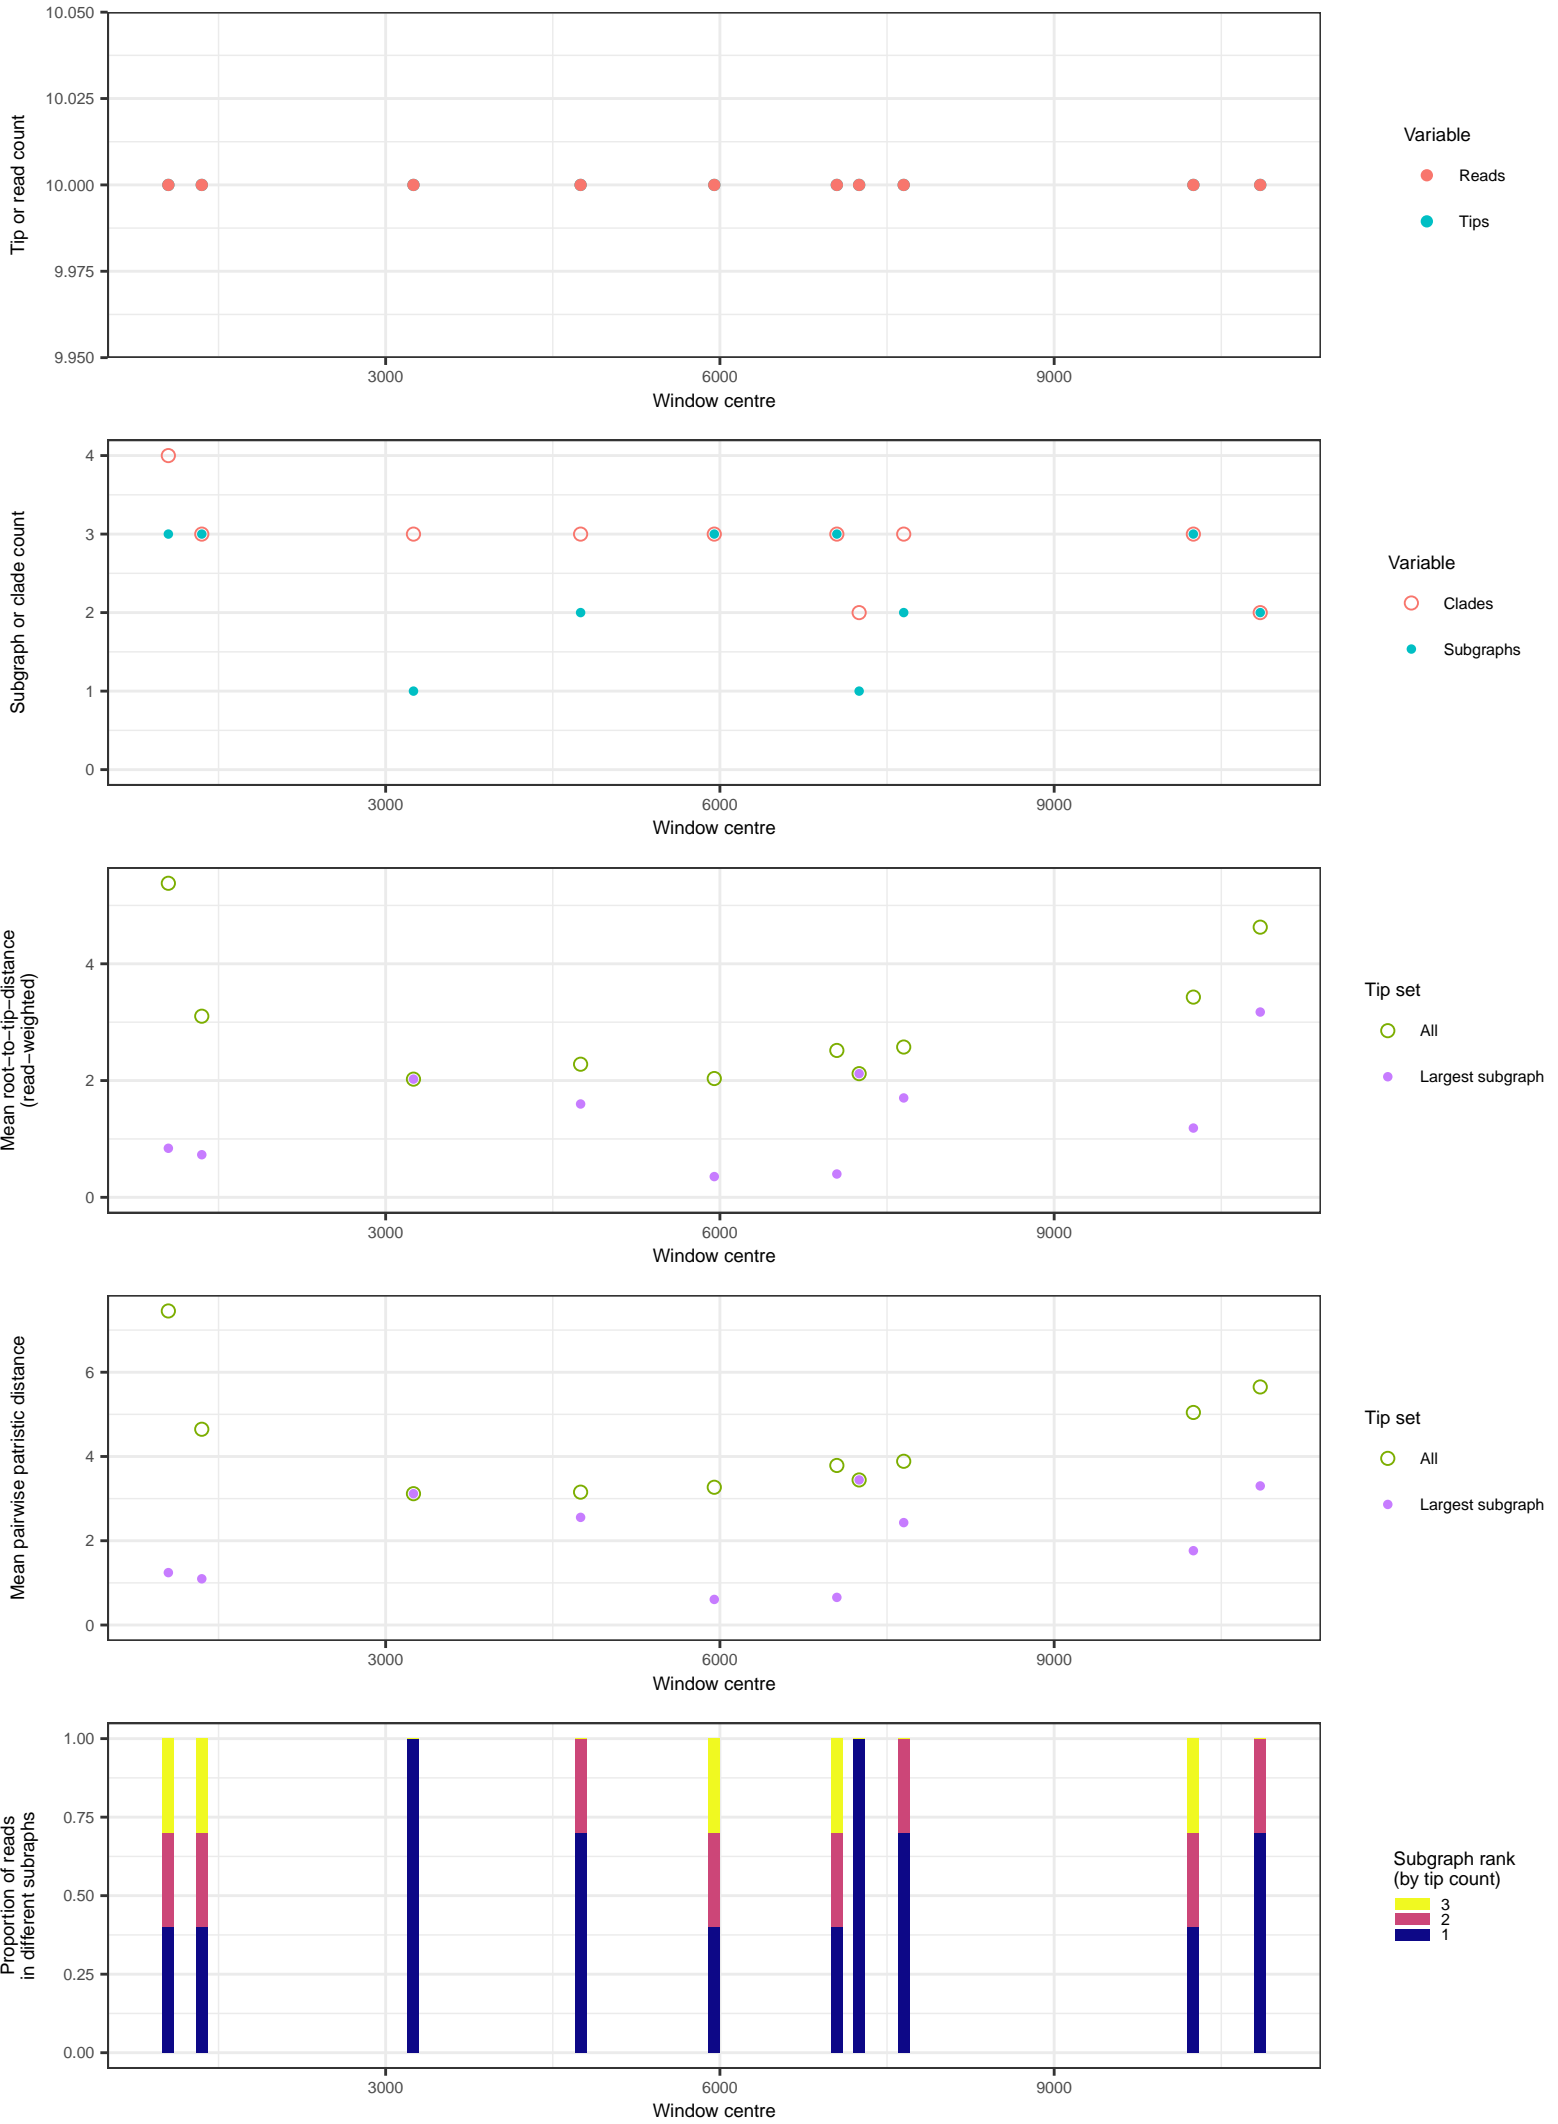 10.050
10.025
10.000
9.975
9.950
Tip or read count
3000
6000
9000
Window centre
Variable
Reads
Tips
4
3
2
1
0
Subgraph or clade count
3000
6000
9000
Window centre
Variable
Clades
Subgraphs
4
2
0
Mean root−to−tip−distance
(read−weighted)
3000
6000
9000
Window centre
Tip set
All
Largest subgraph
6
4
2
0
Mean pairwise patristic distance
3000
6000
9000
Window centre
Tip set
All
Largest subgraph
1.00
0.75
0.50
0.25
0.00
Proportion of reads
in different subraphs
3000
6000
9000
Window centre
Subgraph rank
(by tip count)
3
2
1